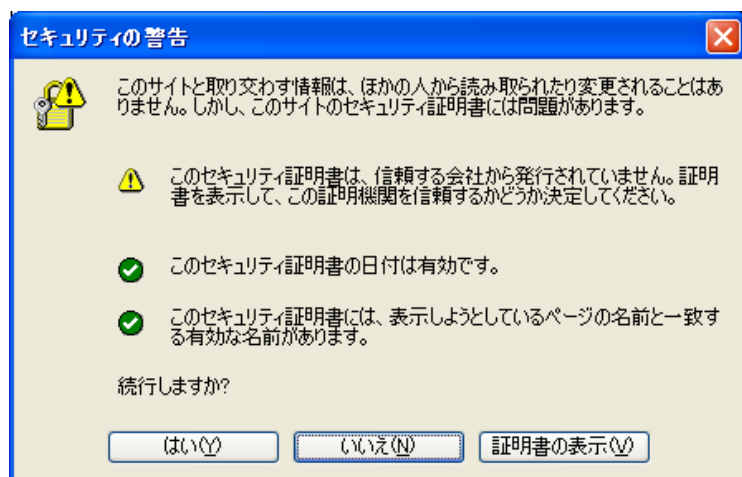 セキュリティの警告
このサイトと取り交わす情報は、ほかの人から読み取られたり変更されることはあ
りません。しかし、このサイトのセキュリティ証明書には問題があります。
このセキュリティ証明書は、信頼する会社から発行されていません。証明
書を表示して、この証明機関を信頼するかどうか決定してください。
このセキュリティ証明書の日付は有効です。
このセキュリティ証明書には、表示しようとしているページの名前と一致す
る有効な名前があります。
続行しますか?
はい(Y) いいえ(N) 証明書の表示(V)